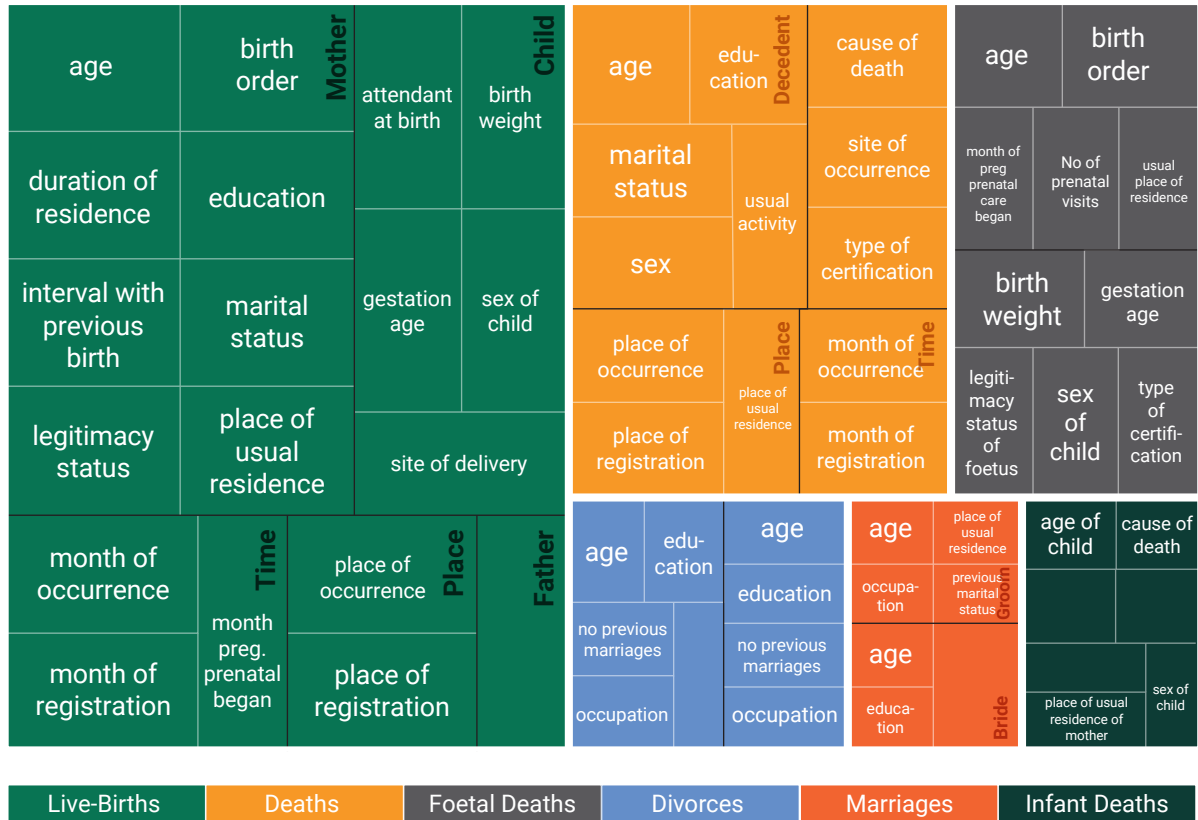 age
birth
order
Mother
duration of
residence
education
interval with
previous
birth
marital
status
legitimacy
status
place of
usual
residence
Child
attendant
at birth
birth
weight
gestation
age
sex of
child
site of delivery
month of
occurrence
month of
registration
Time
month
preg.
prenatal
began
place of
occurrence
Place
place of
registration
Father
age
edu-
cation
Decedent
marital
status
usual
activity
sex
cause of
death
site of
occurrence
type of
certification
place of
occurrence
place of
registration
Place
place of
usual
residence
month of
occurrence
Time
month of
registration
age
birth
order
month of
preg
prenatal
care
began
No of
prenatal
visits
usual
place of
residence
birth
weight
gestation
age
legiti-
macy
status
of
foetus
sex
of
child
type
of
certifi-
cation
age
edu-
cation
no previous
marriages
occupation
age
education
no previous
marriages
occupation
age
place of
usual
residence
occupa-
tion
previous
marital
status
Groom
age
educa-
tion
Bride
age of
child
cause of
death
place of usual
residence of
mother
sex of
child
Live-Births
Deaths
Foetal Deaths
Divorces
Marriages
Infant Deaths